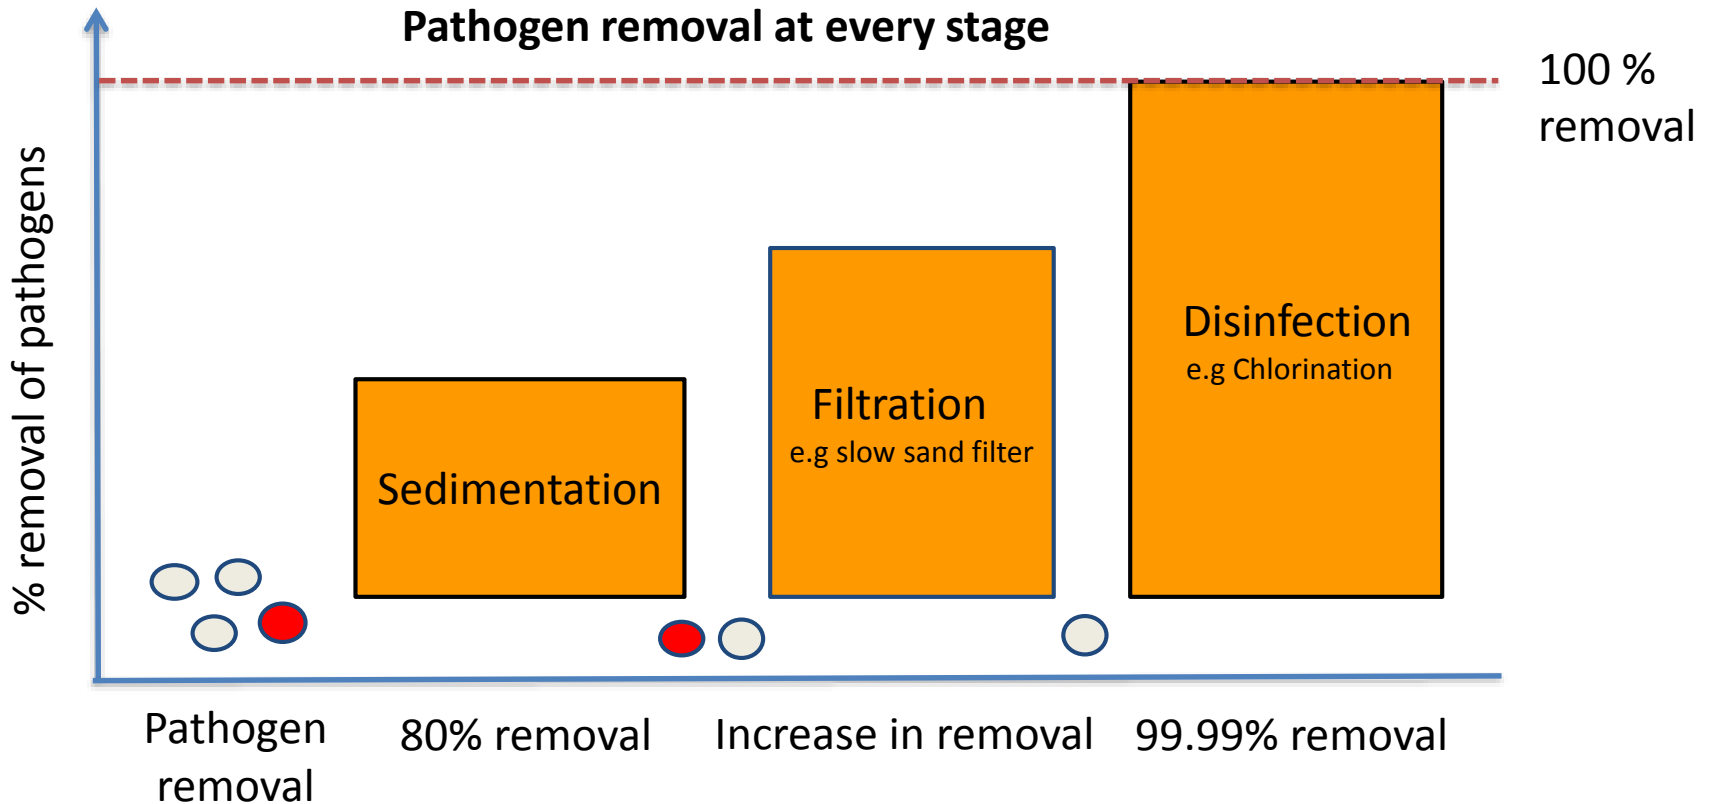 Pathogen removal at every stage
100 %
removal
% removal of pathogens
Sedimentation
Filtration
e.g slow sand filter
Disinfection
e.g Chlorination
Pathogen
removal
80% removal
Increase in removal
99.99% removal